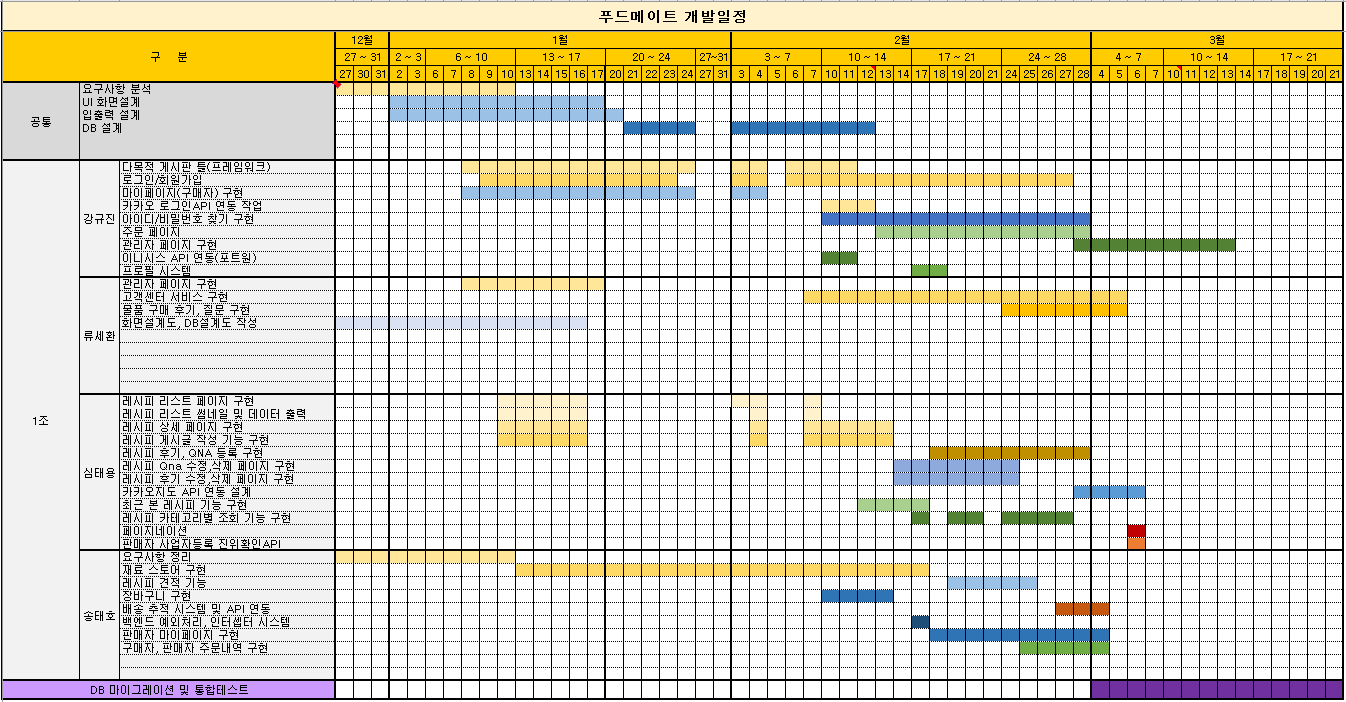 푸드메이트 개발일정
구 분
12월 1월 2월 3월
27 ~ 31 2 ~ 3 6 ~ 10 13 ~ 17 20 ~ 24 27~31 3 ~ 7 10 ~ 14 17 ~ 21 24 ~ 28 4 ~ 7 10 ~ 14 17 ~ 21
27 30 31 2 3 6 7 8 9 10 13 14 15 16 17 20 21 22 23 24 27~31 3 4 5 6 7 10 11 12 13 14 17 18 19 20 21 24 25 26 27 28 4 5 6 7 10 11 12 13 14 17 18 19 20 21
공통
요구사항 분석
UI 화면설계
입출력 설계
DB 설계
1조
강규진
다목적 게시판 틀(프레임워크)
로그인/회원가입
마이페이지(구매자) 구현
카카오 로그인API 연동 작업
아이디/비밀번호 찾기 구현
주문 페이지
관리자 페이지 구현
이니시스 API 연동(포트원)
프로필 시스템
류세환
관리자 페이지 구현
고객센터 서비스 구현
물품 구매 후기, 질문 구현
화면설계도, DB설계도 작성
심태용
레시피 리스트 페이지 구현
레시피 리스트 썸네일 및 데이터 출력
레시피 상세 페이지 구현
레시피 게시글 작성 기능 구현
레시피 후기, QNA 등록 구현
레시피 Qna 수정,삭제 페이지 구현
레시피 후기 수정,삭제 페이지 구현
카카오지도 API 연동 설계
최근 본 레시피 기능 구현
레시피 카테고리별 조회 기능 구현
페이지네이션
판매자 사업자등록 진위확인API
송태호
요구사항 정리
재료 스토어 구현
레시피 견적 기능
장바구니 구현
배송 추적 시스템 및 API 연동
백엔드 예외처리, 인터셉터 시스템
판매자 마이페이지 구현
구매자, 판매자 주문내역 구현
DB 마이그레이션 및 통합테스트